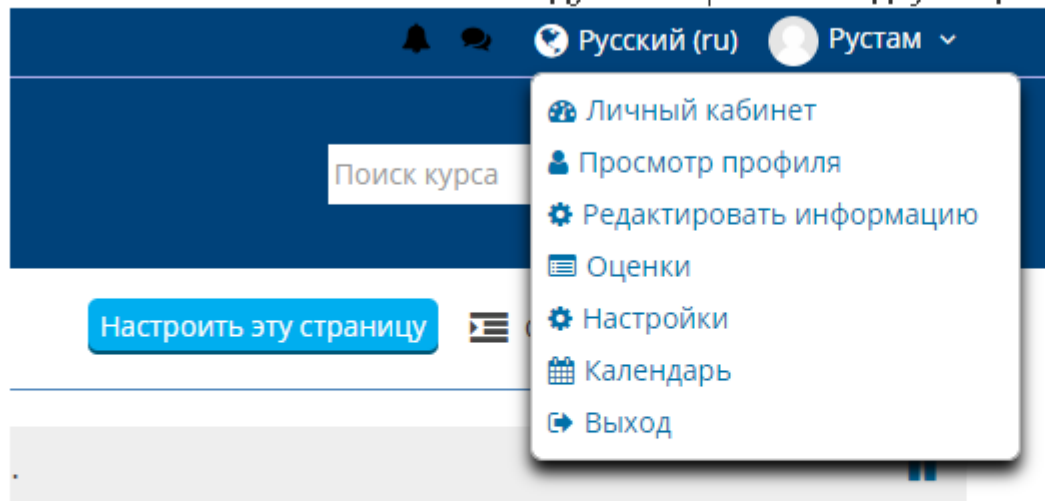 Русский (ru) Рустам
Личный кабинет
Поиск курса
Просмотр профиля
Редактировать информацию
Оценки
Настроить эту страницу
Настройки
Календарь
Выход
.